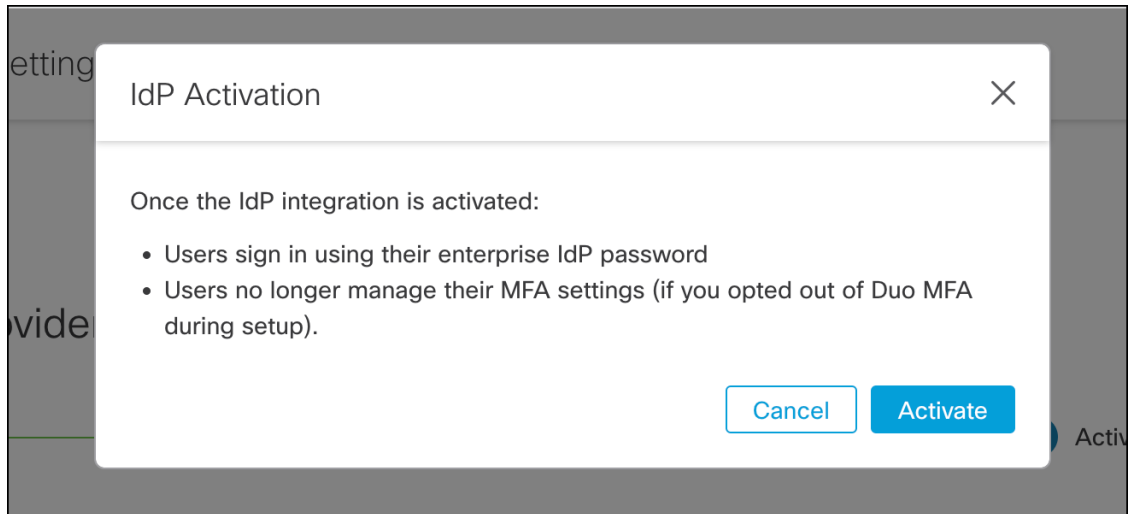 etting
IdP Activation
Once the IdP integration is activated:
• Users sign in using their enterprise IdP password
• Users no longer manage their MFA settings (if you opted out of Duo MFA
during setup).
ovider
Cancel
Activate
Activ